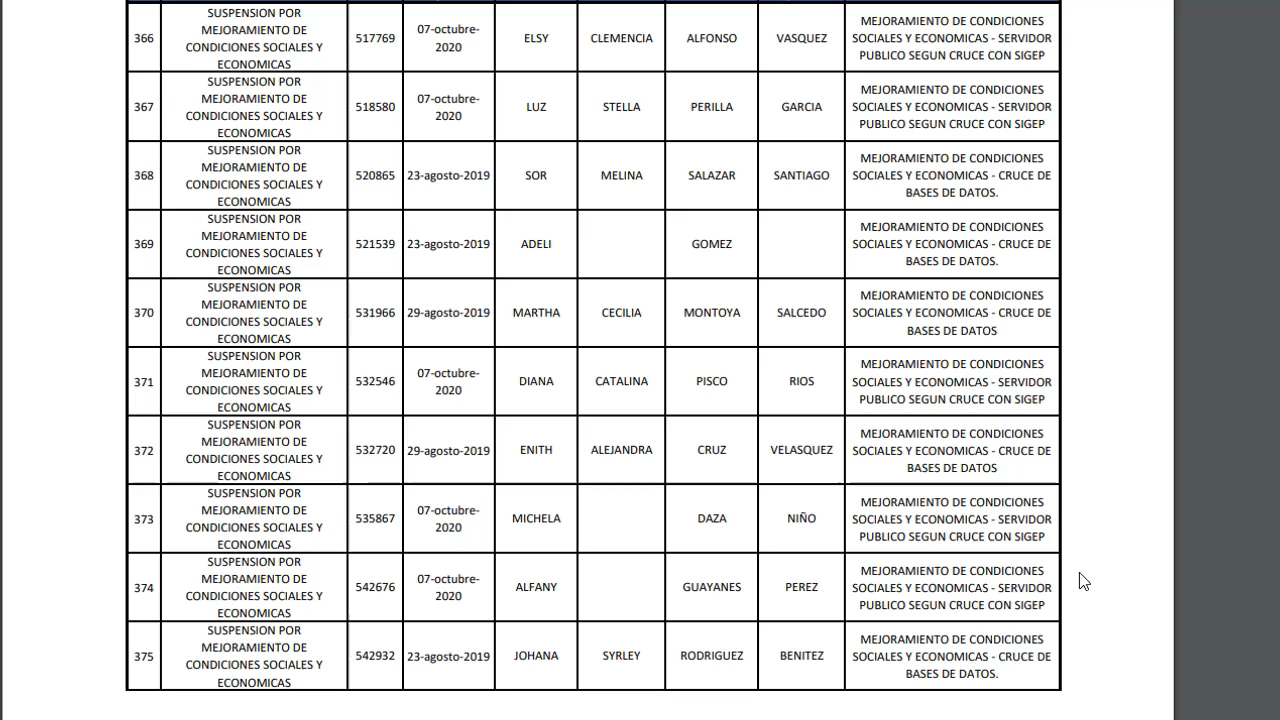 366 SUSPENSION POR MEJORAMIENTO DE CONDICIONES SOCIALES Y ECONOMICAS 517769 07-octubre-2020 ELSY CLEMENCIA ALFONSO VASQUEZ MEJORAMIENTO DE CONDICIONES SOCIALES Y ECONOMICAS - SERVIDOR PUBLICO SEGUN CRUCE CON SIGEP
367 SUSPENSION POR MEJORAMIENTO DE CONDICIONES SOCIALES Y ECONOMICAS 518580 07-octubre-2020 LUZ STELLA PERILLA GARCIA MEJORAMIENTO DE CONDICIONES SOCIALES Y ECONOMICAS - SERVIDOR PUBLICO SEGUN CRUCE CON SIGEP
368 SUSPENSION POR MEJORAMIENTO DE CONDICIONES SOCIALES Y ECONOMICAS 520865 23-agosto-2019 SOR MELINA SALAZAR SANTIAGO MEJORAMIENTO DE CONDICIONES SOCIALES Y ECONOMICAS - CRUCE DE BASES DE DATOS.
369 SUSPENSION POR MEJORAMIENTO DE CONDICIONES SOCIALES Y ECONOMICAS 521539 23-agosto-2019 ADELI GOMEZ MEJORAMIENTO DE CONDICIONES SOCIALES Y ECONOMICAS - CRUCE DE BASES DE DATOS.
370 SUSPENSION POR MEJORAMIENTO DE CONDICIONES SOCIALES Y ECONOMICAS 531966 29-agosto-2019 MARTHA CECILIA MONTOYA SALCEDO MEJORAMIENTO DE CONDICIONES SOCIALES Y ECONOMICAS - CRUCE DE BASES DE DATOS
371 SUSPENSION POR MEJORAMIENTO DE CONDICIONES SOCIALES Y ECONOMICAS 532546 07-octubre-2020 DIANA CATALINA PISCO RIOS MEJORAMIENTO DE CONDICIONES SOCIALES Y ECONOMICAS - SERVIDOR PUBLICO SEGUN CRUCE CON SIGEP
372 SUSPENSION POR MEJORAMIENTO DE CONDICIONES SOCIALES Y ECONOMICAS 532720 29-agosto-2019 ENITH ALEJANDRA CRUZ VELASQUEZ MEJORAMIENTO DE CONDICIONES SOCIALES Y ECONOMICAS - CRUCE DE BASES DE DATOS
373 SUSPENSION POR MEJORAMIENTO DE CONDICIONES SOCIALES Y ECONOMICAS 535867 07-octubre-2020 MICHELA DAZA NIÑO MEJORAMIENTO DE CONDICIONES SOCIALES Y ECONOMICAS - SERVIDOR PUBLICO SEGUN CRUCE CON SIGEP
374 SUSPENSION POR MEJORAMIENTO DE CONDICIONES SOCIALES Y ECONOMICAS 542676 07-octubre-2020 ALFANY GUAYANES PEREZ MEJORAMIENTO DE CONDICIONES SOCIALES Y ECONOMICAS - SERVIDOR PUBLICO SEGUN CRUCE CON SIGEP
375 SUSPENSION POR MEJORAMIENTO DE CONDICIONES SOCIALES Y ECONOMICAS 542932 23-agosto-2019 JOHANA SYRLEY RODRIGUEZ BENITEZ MEJORAMIENTO DE CONDICIONES SOCIALES Y ECONOMICAS - CRUCE DE BASES DE DATOS.